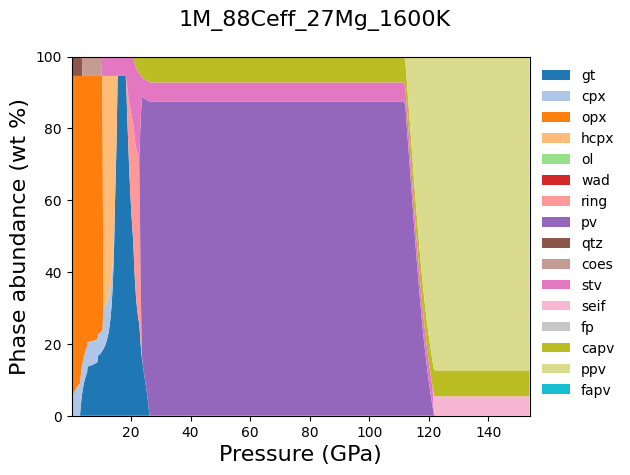 1M_88Ceff_27Mg_1600K
Phase abundance (wt %)
100
80
60
40
20
0
20
40
60
80
100
120
140
Pressure (GPa)
gt
cpx
opx
hcpx
ol
wad
ring
pv
qtz
coes
stv
seif
fp
capv
ppv
fapv